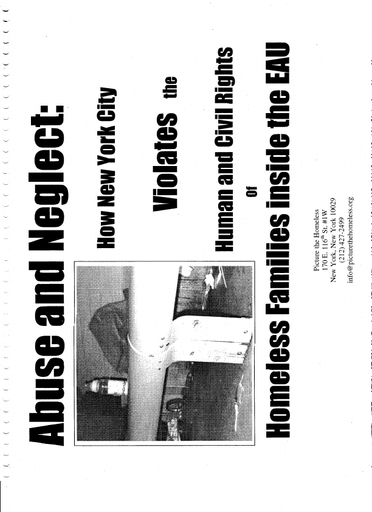 Abuse and Neglect:
How New York City
Violates the
Human and Civil Rights
Of
Homeless Families inside the EAU
Picture the Homeless
170 E. 116th St. #1W
New York, New York 10029
(212) 427-2499
info@picturethehomeless.org